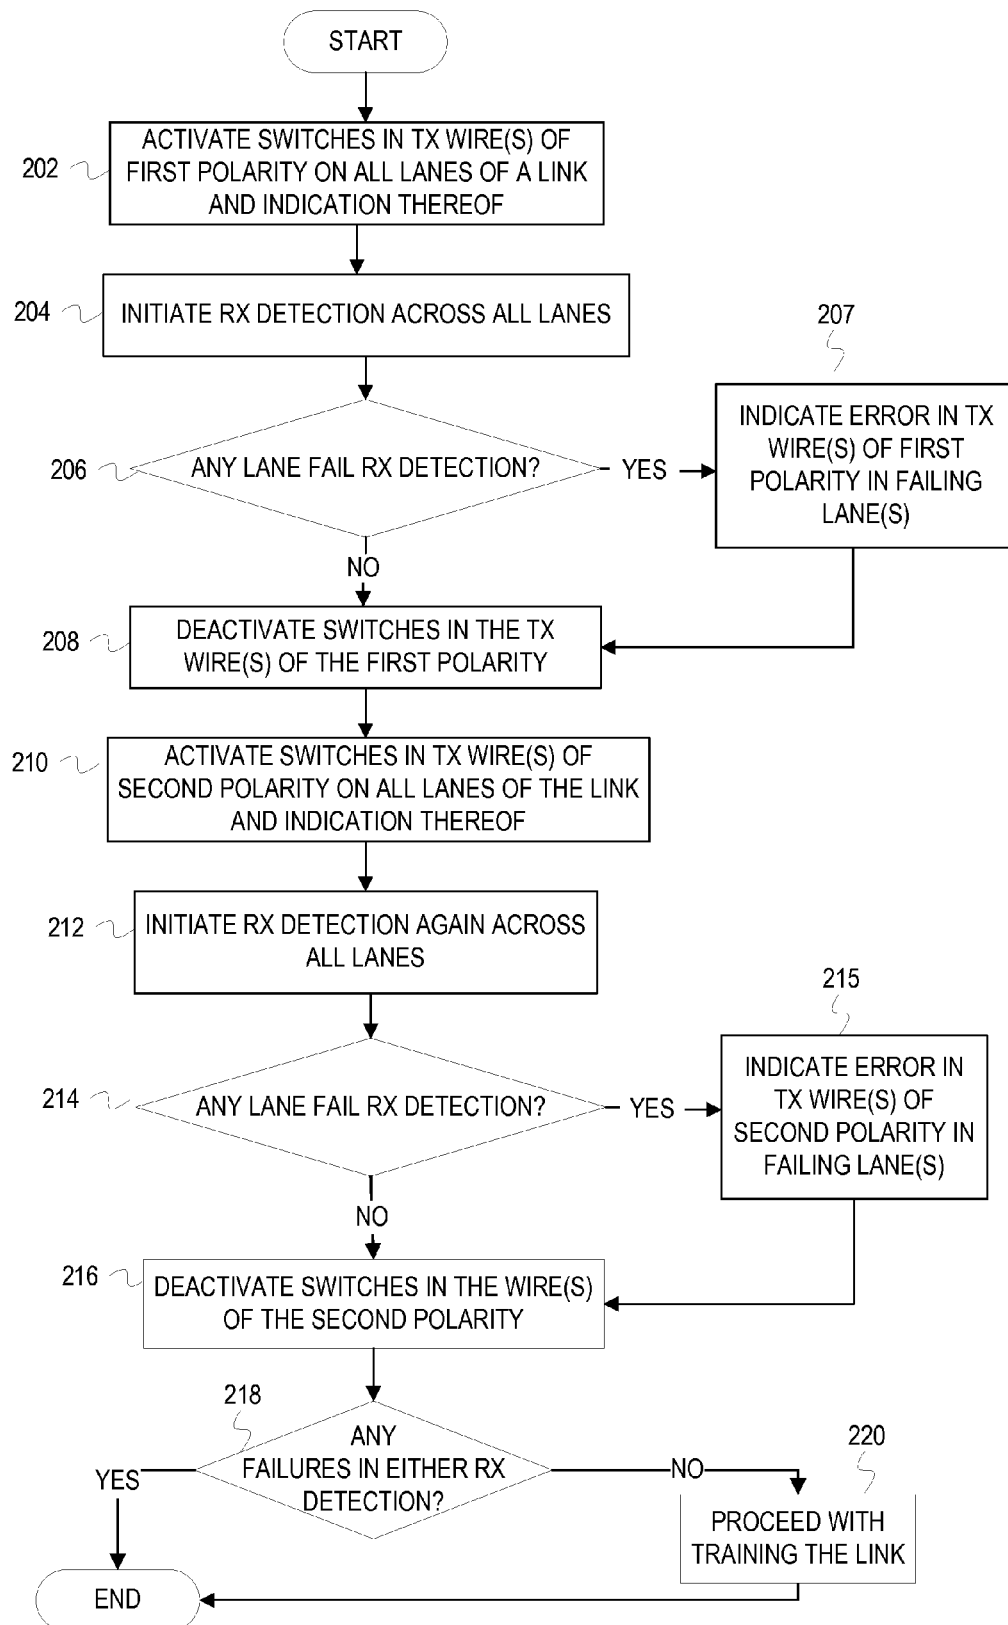 START
202
ACTIVATE SWITCHES IN TX WIRE(S) OF
FIRST POLARITY ON ALL LANES OF A LINK
AND INDICATION THEREOF
204
INITIATE RX DETECTION ACROSS ALL LANES
206
ANY LANE FAIL RX DETECTION?
YES
207
INDICATE ERROR IN TX
WIRE(S) OF FIRST
POLARITY IN FAILING
LANE(S)
NO
208
DEACTIVATE SWITCHES IN THE TX
WIRE(S) OF THE FIRST POLARITY
210
ACTIVATE SWITCHES IN TX WIRE(S) OF
SECOND POLARITY ON ALL LANES OF THE LINK
AND INDICATION THEREOF
212
INITIATE RX DETECTION AGAIN ACROSS
ALL LANES
214
ANY LANE FAIL RX DETECTION?
YES
215
INDICATE ERROR IN
TX WIRE(S) OF
SECOND POLARITY IN
FAILING LANE(S)
NO
216
DEACTIVATE SWITCHES IN THE WIRE(S)
OF THE SECOND POLARITY
218
ANY
FAILURES IN EITHER RX
DETECTION?
YES
NO
220
PROCEED WITH
TRAINING THE LINK
END